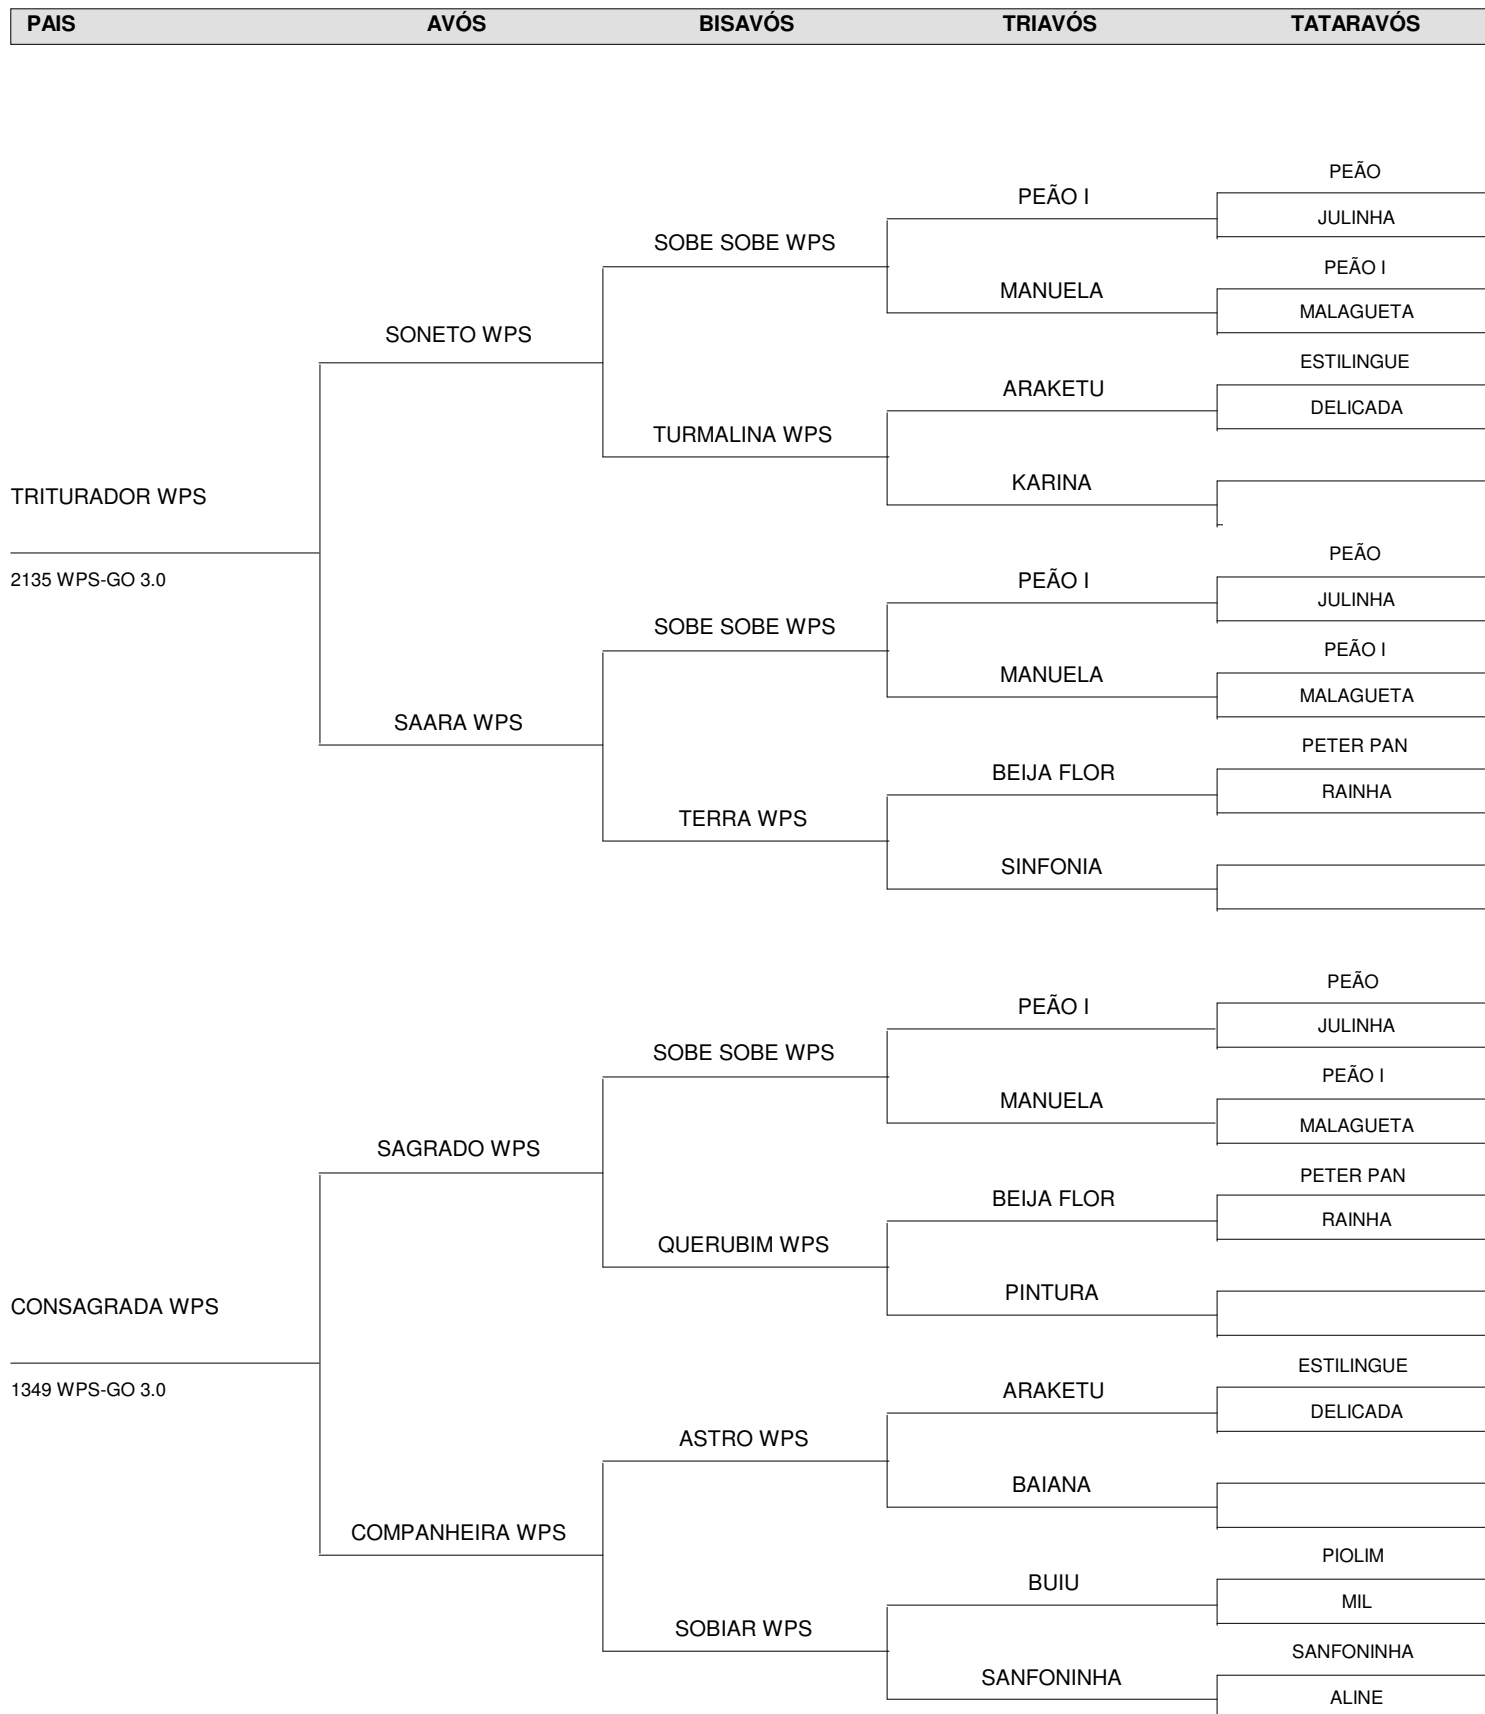 PAIS AVÓS BISAVÓS TRIAVÓS TATARAVÓS
PEÃO
PEÃO I
JULINHA
SOBE SOBE WPS
PEÃO I
MANUELA
MALAGUETA
SONETO WPS
ESTILINGUE
ARAKETU
DELICADA
TURMALINA WPS
KARINA
TRITURADOR WPS
PEÃO
2135 WPS-GO 3.0
PEÃO I
JULINHA
SOBE SOBE WPS
PEÃO I
MANUELA
MALAGUETA
SAARA WPS
PETER PAN
BEIJA FLOR
RAINHA
TERRA WPS
SINFONIA
PEÃO
PEÃO I
JULINHA
SOBE SOBE WPS
PEÃO I
MANUELA
MALAGUETA
SAGRADO WPS
PETER PAN
BEIJA FLOR
RAINHA
QUERUBIM WPS
PINTURA
CONSAGRADA WPS
ESTILINGUE
1349 WPS-GO 3.0
ARAKETU
DELICADA
ASTRO WPS
BAIANA
COMPANHEIRA WPS
PIOLIM
BUIU
MIL
SOBIAR WPS
SANFONINHA
SANFONINHA
ALINE